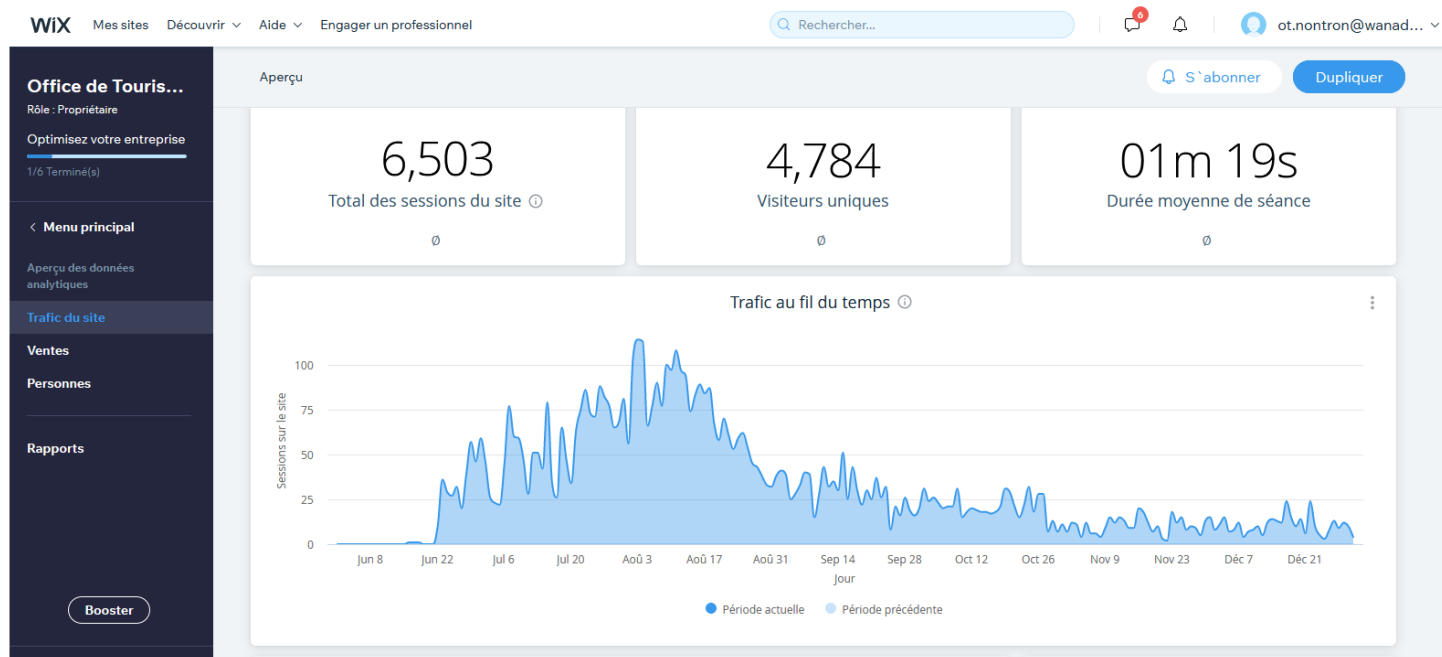 WiX Mes sites Découvrir Aide Engager un professionnel Rechercher... 6 ot.nontron@wanad...
Office de Touris...
Rôle : Propriétaire
Optimisez votre entreprise
1/6 Terminé(s)
< Menu principal
Aperçu des données
analytiques
Trafic du site
Ventes
Personnes
Rapports
Booster
Aperçu S`abonner Dupliquer
6,503 4,784 01m 19s
Total des sessions du site Visiteurs uniques Durée moyenne de séance
Ø Ø Ø
Trafic au fil du temps
Sessions sur le site
100
75
50
25
0
Jun 8 Jun 22 Jul 6 Jul 20 Aoû 3 Aoû 17 Aoû 31 Sep 14 Sep 28 Oct 12 Oct 26 Nov 9 Nov 23 Déc 7 Déc 21
Jour
Période actuelle Période précédente